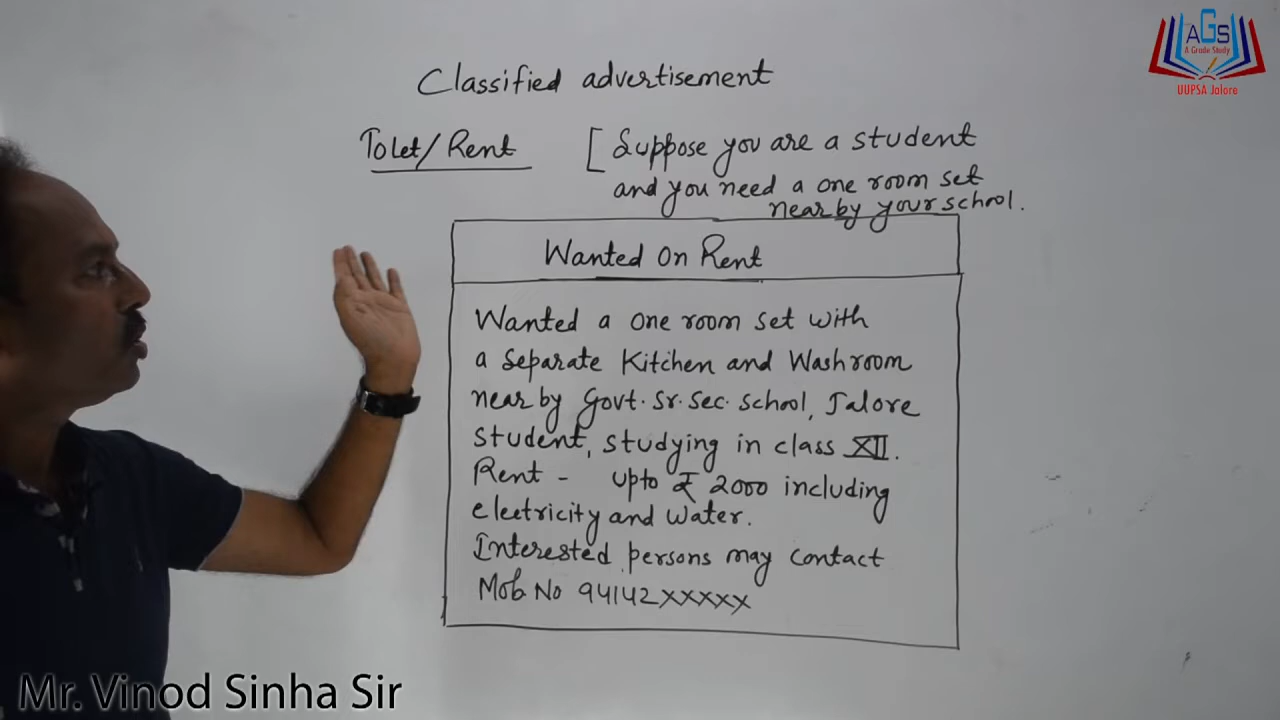 AGS
A Grade Study
UUPSA Jalore
Classified advertisement
To let/Rent
[ Suppose you are a student
and you need a one room set
near by your school.
Wanted On Rent
Wanted a one room set with
a separate Kitchen and Washroom
near by Govt. Sr. Sec. school, Jalore
student, studying in class XII.
Rent - upto ₹ 2000 including
electricity and water.
Interested persons may contact
Mob No 94142xxxxx
Mr. Vinod Sinha Sir